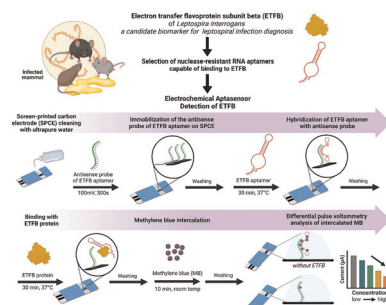 Electron transfer flavoprotein subunit beta (ETFB)
of Leptospira interrogans
a candidate biomarker for leptospiral infection diagnosis
Infected
mammal
Selection of nuclease-resistant RNA aptamers
capable of binding to ETFB
Electrochemical Aptasensor
Detection of ETFB
Screen-printed carbon
electrode (SPCE) cleaning
with ultrapure water
Immobilization of the antisense
probe of ETFB aptamer on SPCE
Hybridization of ETFB aptamer
with antisense probe
Antisense probe
of ETFB aptamer
100mV, 300s
Washing
ETFB aptamer
30 min, 37°C
Washing
Binding with
ETFB protein
Methylene blue intercalation
Differential pulse voltammetry
analysis of intercalated MB
ETFB protein
30 min, 37°C
Washing
Methylene blue (MB)
10 min, room temp
Washing
without ETFB
Current (µA)
Concentration
low → high